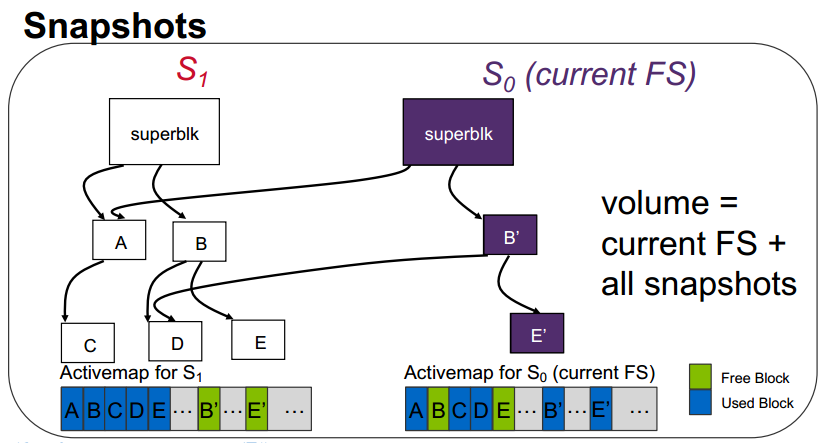 Snapshots
S1
S0 (current FS)
superblk
superblk
volume =
current FS +
all snapshots
A
B
B’
C
D
E
E’
Activemap for S1
Activemap for S0 (current FS)
A B C D E ... B’ ... E’ ...
A B C D E ... B’ ... E’ ...
Free Block
Used Block